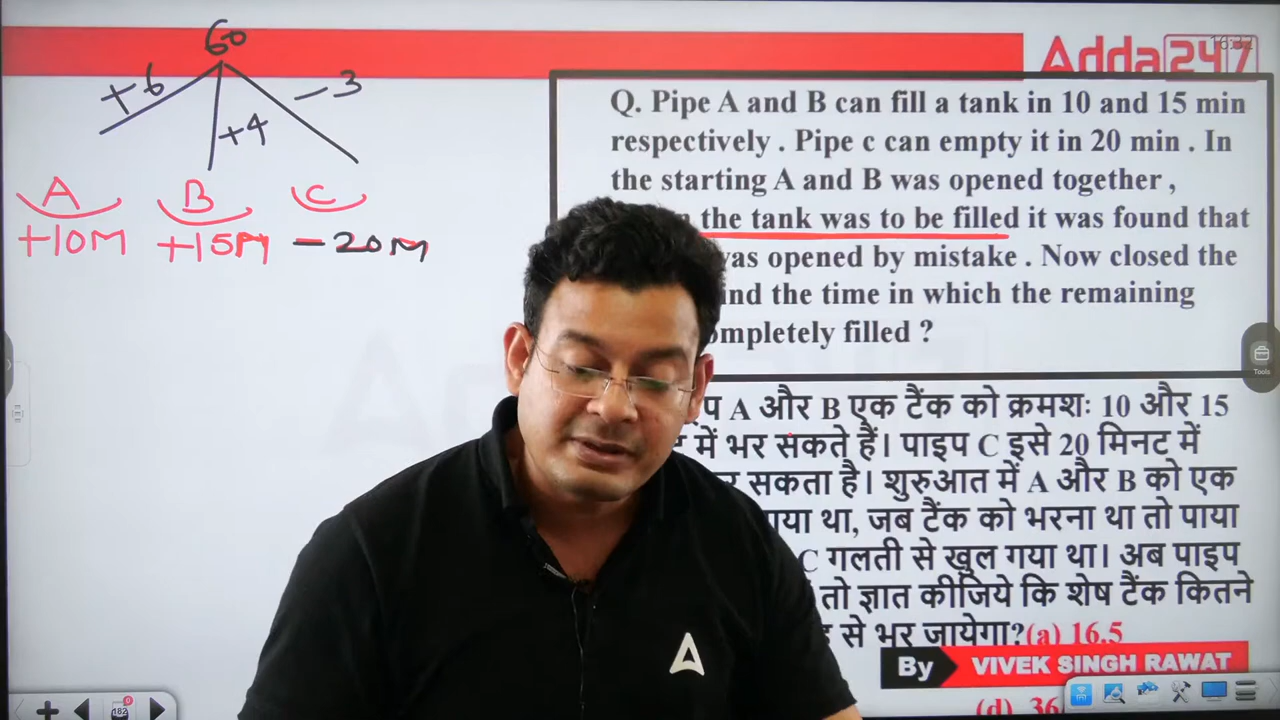 60
+6 +4 -3
A B C
+10M +15M -20M
Adda247
Q. Pipe A and B can fill a tank in 10 and 15 min
respectively . Pipe c can empty it in 20 min . In
the starting A and B was opened together ,
the tank was to be filled it was found that
was opened by mistake . Now closed the
the time in which the remaining
completely filled ?
A और B एक टैंक को क्रमशः 10 और 15
में भर सकते हैं। पाइप C इसे 20 मिनट में
सकता है। शुरुआत में A और B को एक
गया था, जब टैंक को भरना था तो पाया
C गलती से खुल गया था। अब पाइप
तो ज्ञात कीजिये कि शेष टैंक कितने
से भर जायेगा?(a) 16.5
By VIVEK SINGH RAWAT
(d) 36
Tools
182